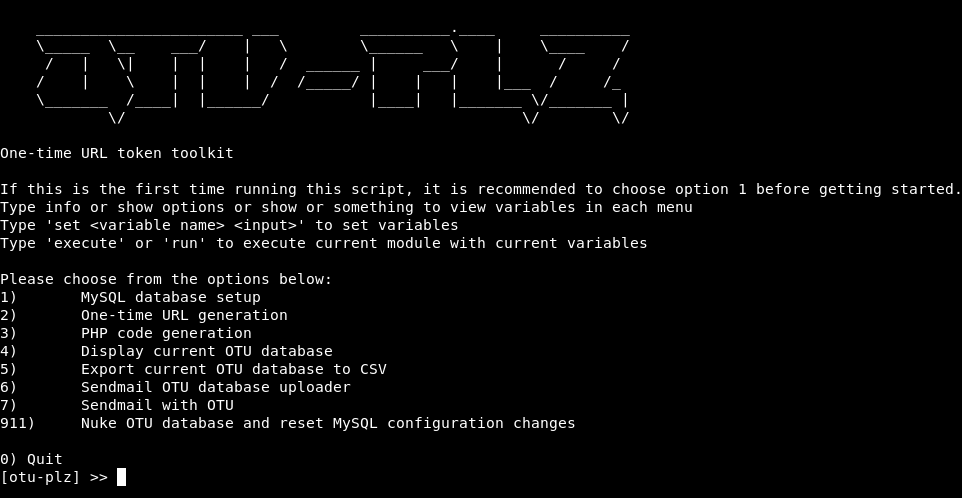 OTU-PLZ
One-time URL token toolkit
If this is the first time running this script, it is recommended to choose option 1 before getting started.
Type info or show options or show or something to view variables in each menu
Type 'set <variable name> <input>' to set variables
Type 'execute' or 'run' to execute current module with current variables
Please choose from the options below:
1) MySQL database setup
2) One-time URL generation
3) PHP code generation
4) Display current OTU database
5) Export current OTU database to CSV
6) Sendmail OTU database uploader
7) Sendmail with OTU
911) Nuke OTU database and reset MySQL configuration changes
0) Quit
[otu-plz] >>